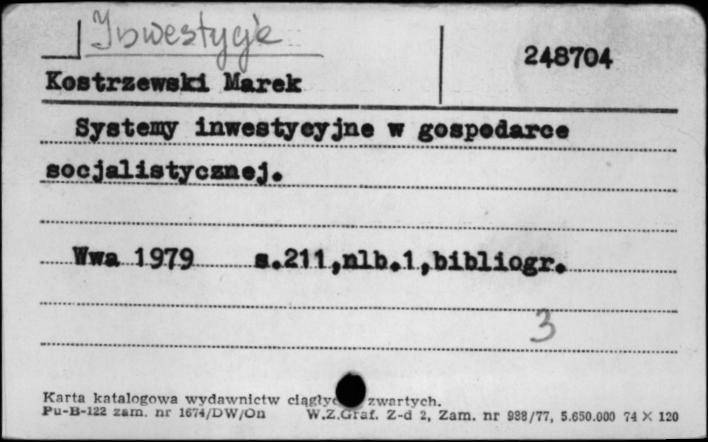 Inwestycje
248704
Kostrzewski Marek
Systemy inwestycyjne w gospodarce
socjalistycznej.
Wwa 1979 s.211,nlb.1,bibliogr.
3
Karta katalogowa wydawnictw zwartych.
Pu-B-122 zam. nr 1674/DW/On W.Z.Graf. Z-d 2, Zam. nr 988/77, 5.650.000 74 X 120